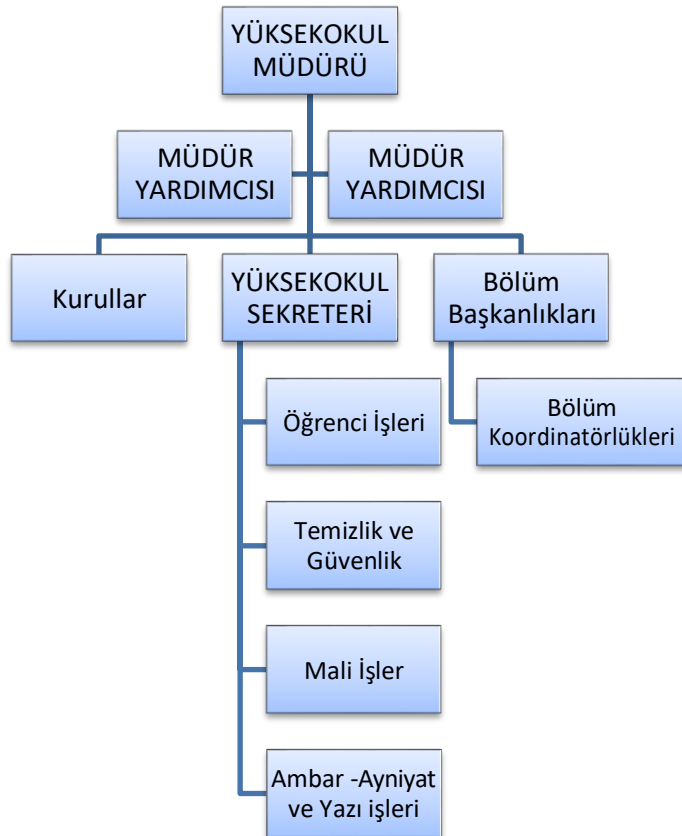 YÜKSEKOKUL
MÜDÜRÜ
MÜDÜR
YARDIMCISI
MÜDÜR
YARDIMCISI
Kurullar
YÜKSEKOKUL
SEKRETERİ
Bölüm
Başkanlıkları
Öğrenci İşleri
Bölüm
Koordinatörlükleri
Temizlik ve
Güvenlik
Mali İşler
Ambar -Ayniyat
ve Yazı işleri